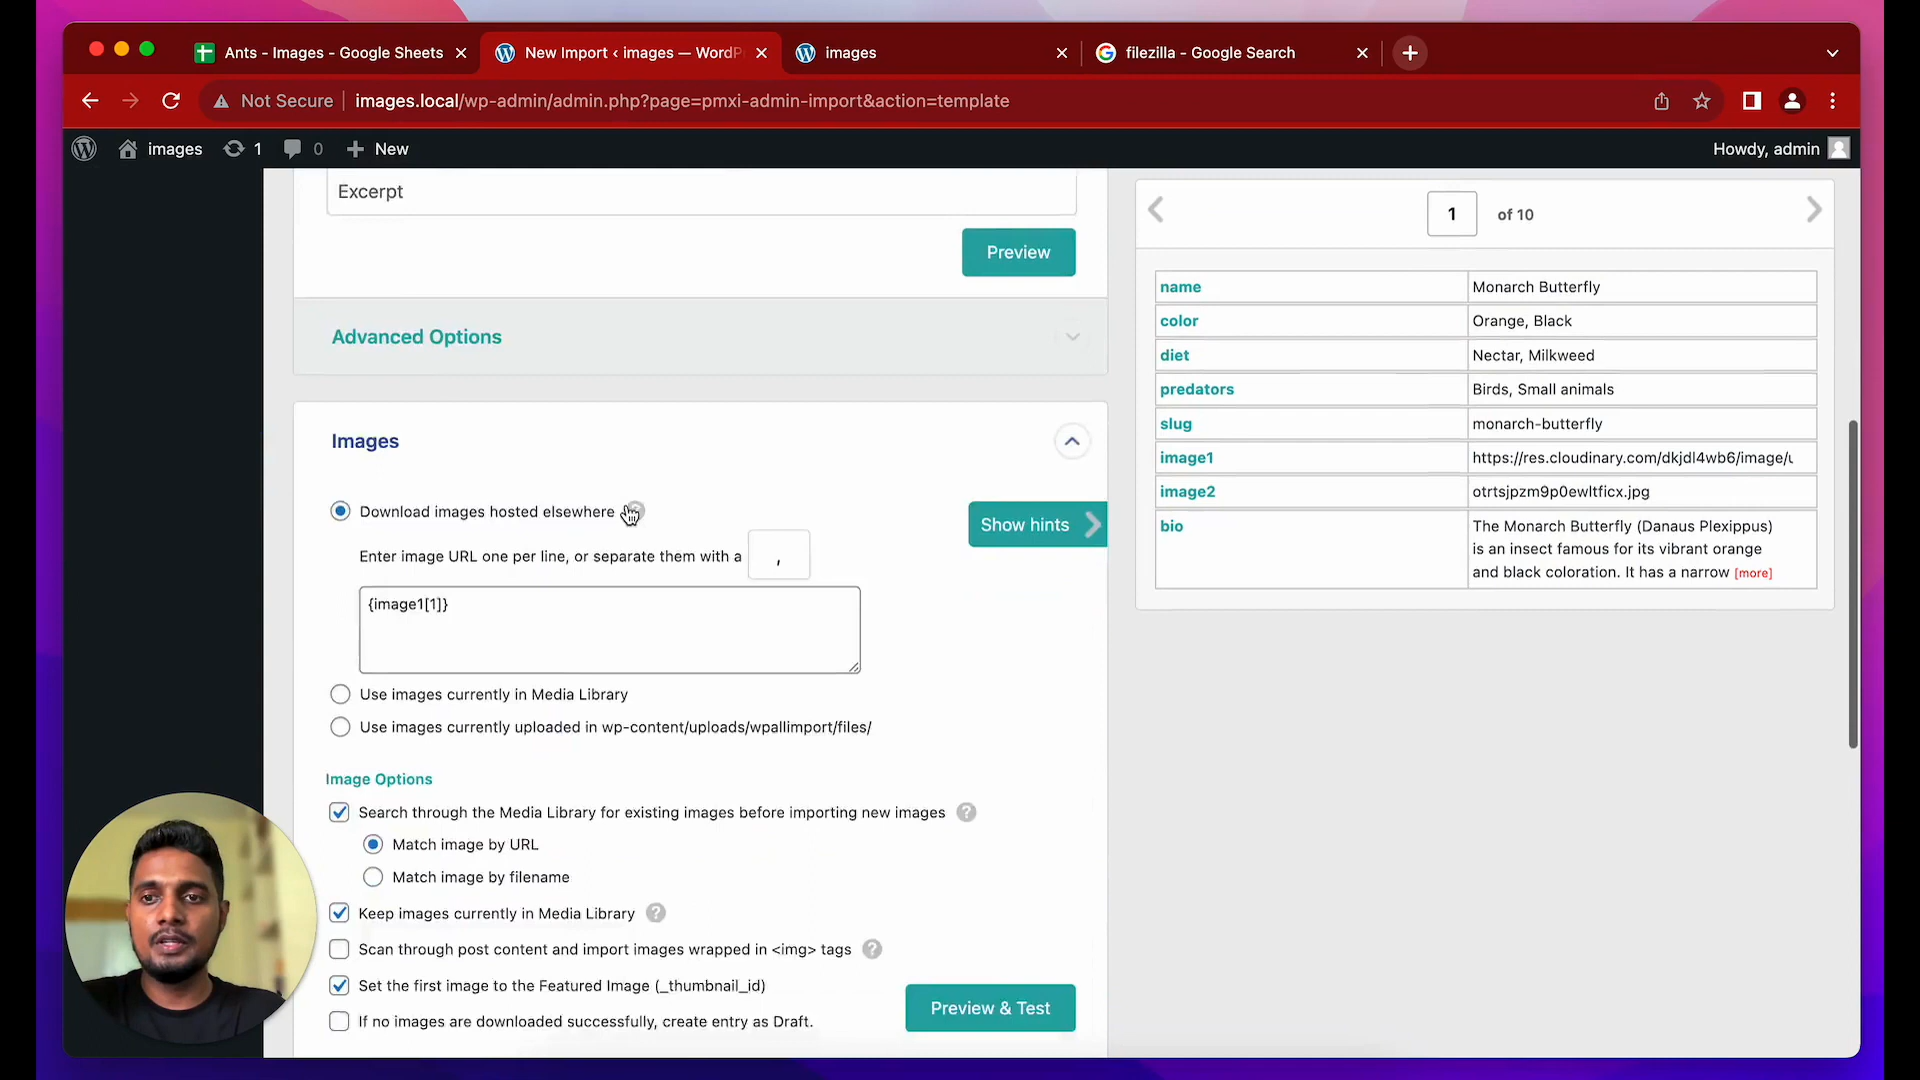 Ants - Images - Google Sheets
New Import ‹ images — WordP
images
filezilla - Google Search
Not Secure
images.local/wp-admin/admin.php?page=pmxi-admin-import&action=template
images
1
0
New
Howdy, admin
Excerpt
Preview
Advanced Options
Images
Download images hosted elsewhere
Show hints
Enter image URL one per line, or separate them with a
,
{image1[1]}
Use images currently in Media Library
Use images currently uploaded in wp-content/uploads/wpallimport/files/
Image Options
Search through the Media Library for existing images before importing new images ?
Match image by URL
Match image by filename
Keep images currently in Media Library ?
Scan through post content and import images wrapped in <img> tags ?
Set the first image to the Featured Image (_thumbnail_id)
If no images are downloaded successfully, create entry as Draft.
Preview & Test
1 of 10
name Monarch Butterfly
color Orange, Black
diet Nectar, Milkweed
predators Birds, Small animals
slug monarch-butterfly
image1 https://res.cloudinary.com/dkjdl4wb6/image/u
image2 otrtsjpzm9p0ewltficx.jpg
bio The Monarch Butterfly (Danaus Plexippus)
is an insect famous for its vibrant orange
and black coloration. It has a narrow [more]